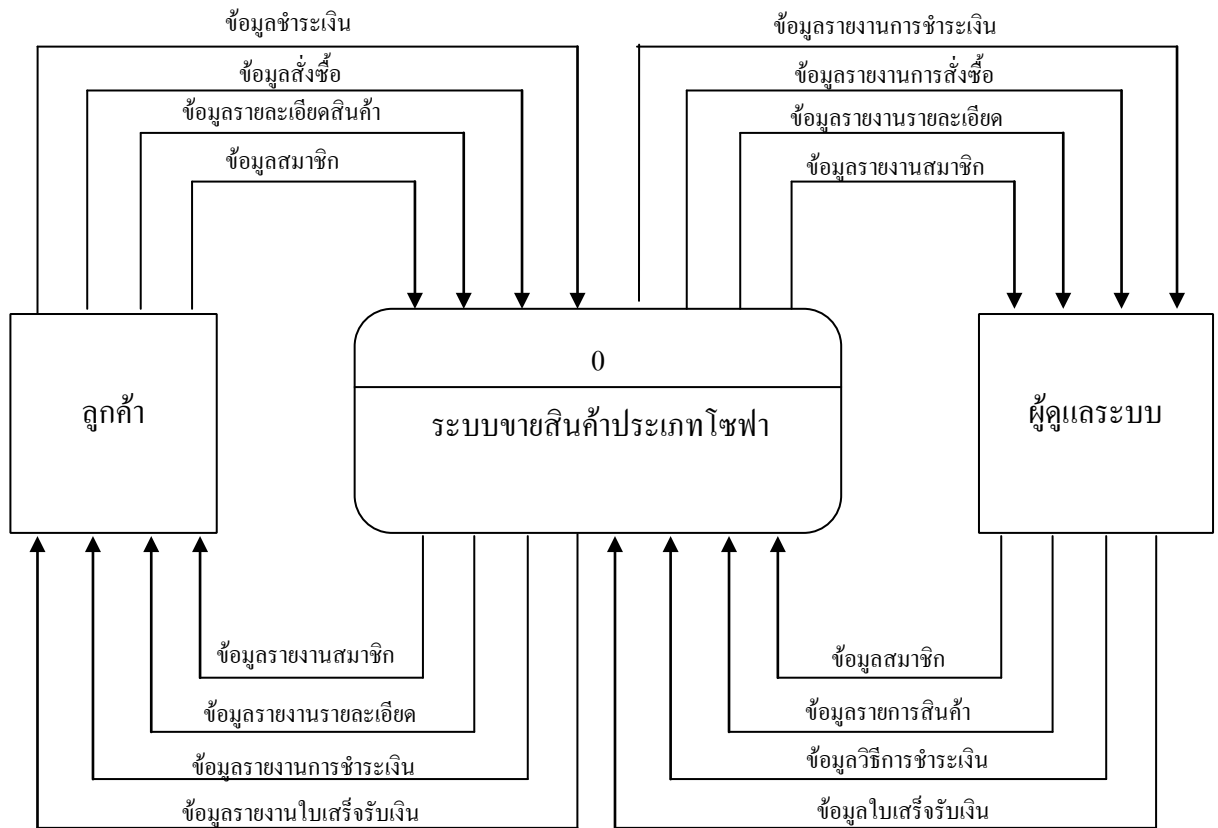 ข้อมูลชำระเงิน
ข้อมูลสั่งซื้อ
ข้อมูลรายละเอียดสินค้า
ข้อมูลสมาชิก
ข้อมูลรายงานการชำระเงิน
ข้อมูลรายงานการสั่งซื้อ
ข้อมูลรายงานรายละเอียด
ข้อมูลรายงานสมาชิก
ลูกค้า
0
ระบบขายสินค้าประเภทโซฟา
ผู้ดูแลระบบ
ข้อมูลรายงานสมาชิก
ข้อมูลรายงานรายละเอียด
ข้อมูลรายงานการชำระเงิน
ข้อมูลรายงานใบเสร็จรับเงิน
ข้อมูลสมาชิก
ข้อมูลรายการสินค้า
ข้อมูลวิธีการชำระเงิน
ข้อมูลใบเสร็จรับเงิน